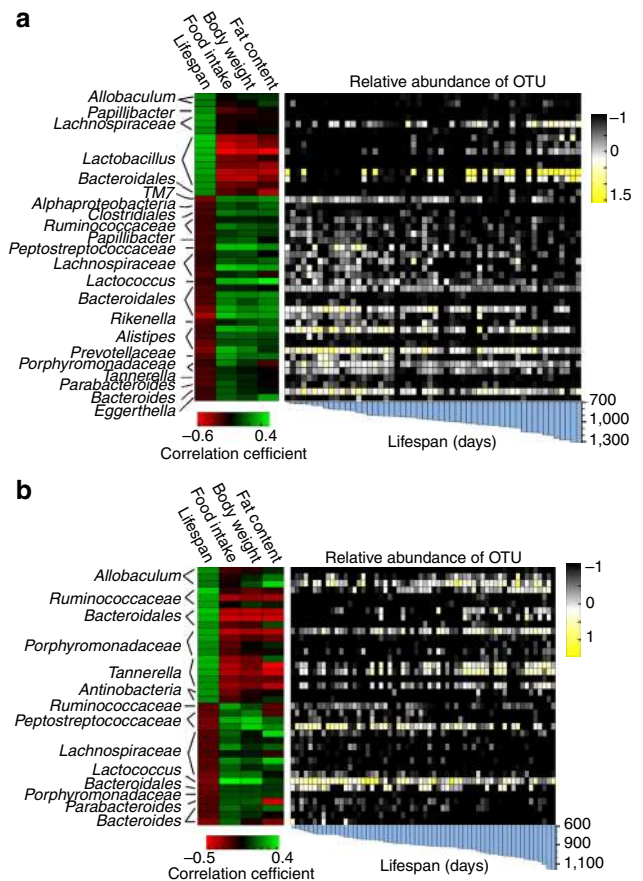 a
Lifespan
Food intake
Body weight
Fat content
Relative abundance of OTU
Allobaculum
Papillibacter
Lachnospiraceae
Lactobacillus
Bacteroidales
TM7
Alphaproteobacteria
Clostridiales
Ruminococcaceae
Papillibacter
Peptostreptococcaceae
Lachnospiraceae
Lactococcus
Bacteroidales
Rikenella
Alistipes
Prevotellaceae
Porphyromonadaceae
Tannerella
Parabacteroides
Bacteroides
Eggerthella
−1
0
1
1.5
−0.6 0.4
Correlation cefficient
700
1,000
1,300
Lifespan (days)
b
Lifespan
Food intake
Body weight
Fat content
Relative abundance of OTU
Allobaculum
Ruminococcaceae
Bacteroidales
Porphyromonadaceae
Tannerella
Antinobacteria
Ruminococcaceae
Peptostreptococcaceae
Lachnospiraceae
Lactococcus
Bacteroidales
Porphyromonadaceae
Parabacteroides
Bacteroides
−1
0
1
−0.5 0.4
Correlation cefficient
600
900
1,100
Lifespan (days)